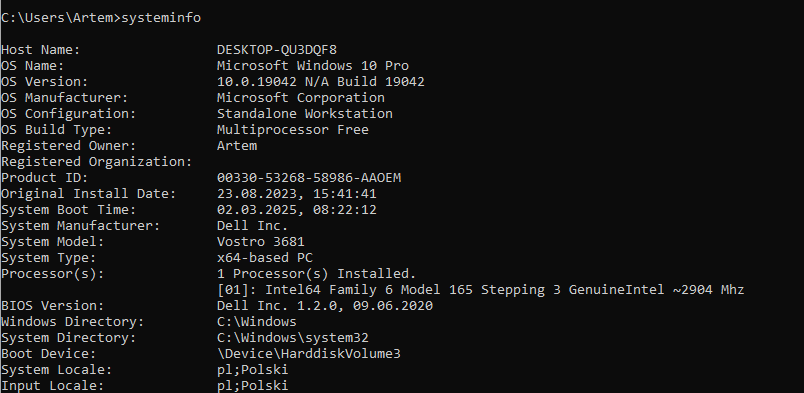 C:\Users\Artem>systeminfo
Host Name: DESKTOP-QU3DQF8
OS Name: Microsoft Windows 10 Pro
OS Version: 10.0.19042 N/A Build 19042
OS Manufacturer: Microsoft Corporation
OS Configuration: Standalone Workstation
OS Build Type: Multiprocessor Free
Registered Owner: Artem
Registered Organization:
Product ID: 00330-53268-58986-AAOEM
Original Install Date: 23.08.2023, 15:41:41
System Boot Time: 02.03.2025, 08:22:12
System Manufacturer: Dell Inc.
System Model: Vostro 3681
System Type: x64-based PC
Processor(s): 1 Processor(s) Installed.
[01]: Intel64 Family 6 Model 165 Stepping 3 GenuineIntel ~2904 Mhz
BIOS Version: Dell Inc. 1.2.0, 09.06.2020
Windows Directory: C:\Windows
System Directory: C:\Windows\system32
Boot Device: \Device\HarddiskVolume3
System Locale: pl;Polski
Input Locale: pl;Polski